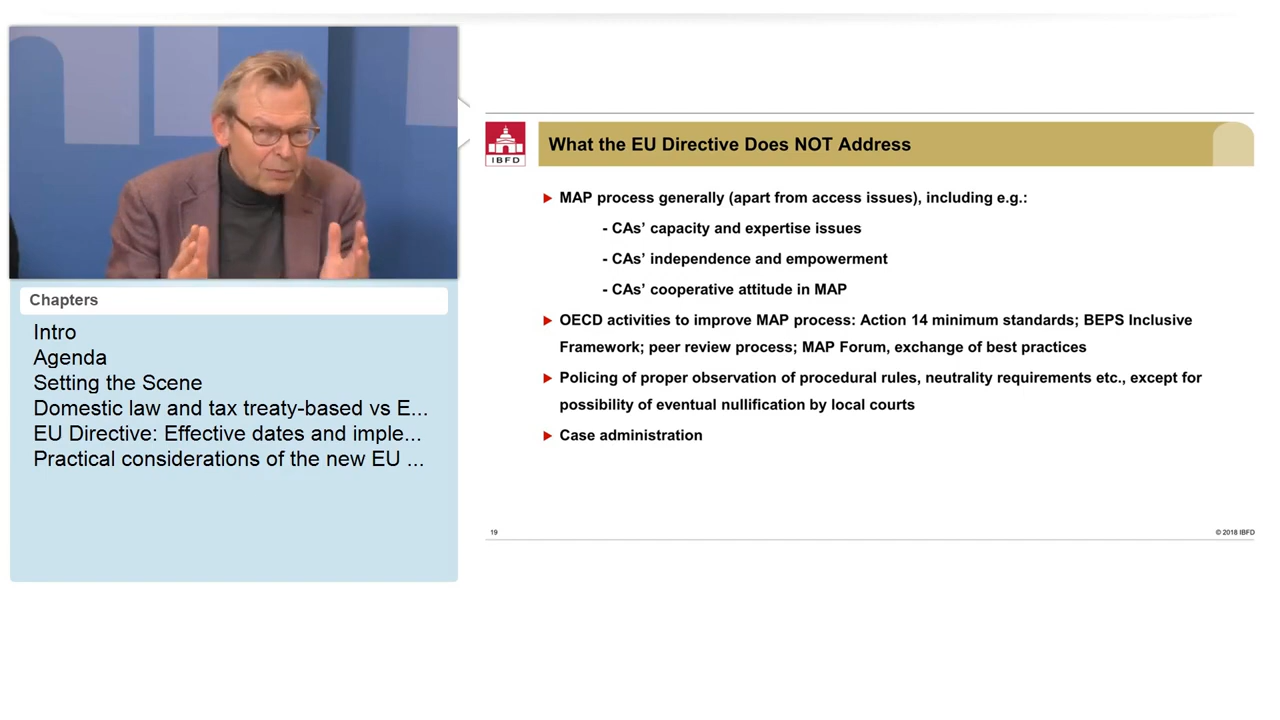 Chapters
Intro
Agenda
Setting the Scene
Domestic law and tax treaty-based vs E...
EU Directive: Effective dates and imple...
Practical considerations of the new EU ...
IBFD
What the EU Directive Does NOT Address
MAP process generally (apart from access issues), including e.g.:
- CAs’ capacity and expertise issues
- CAs’ independence and empowerment
- CAs’ cooperative attitude in MAP
OECD activities to improve MAP process: Action 14 minimum standards; BEPS Inclusive
Framework; peer review process; MAP Forum, exchange of best practices
Policing of proper observation of procedural rules, neutrality requirements etc., except for
possibility of eventual nullification by local courts
Case administration
19
© 2018 IBFD